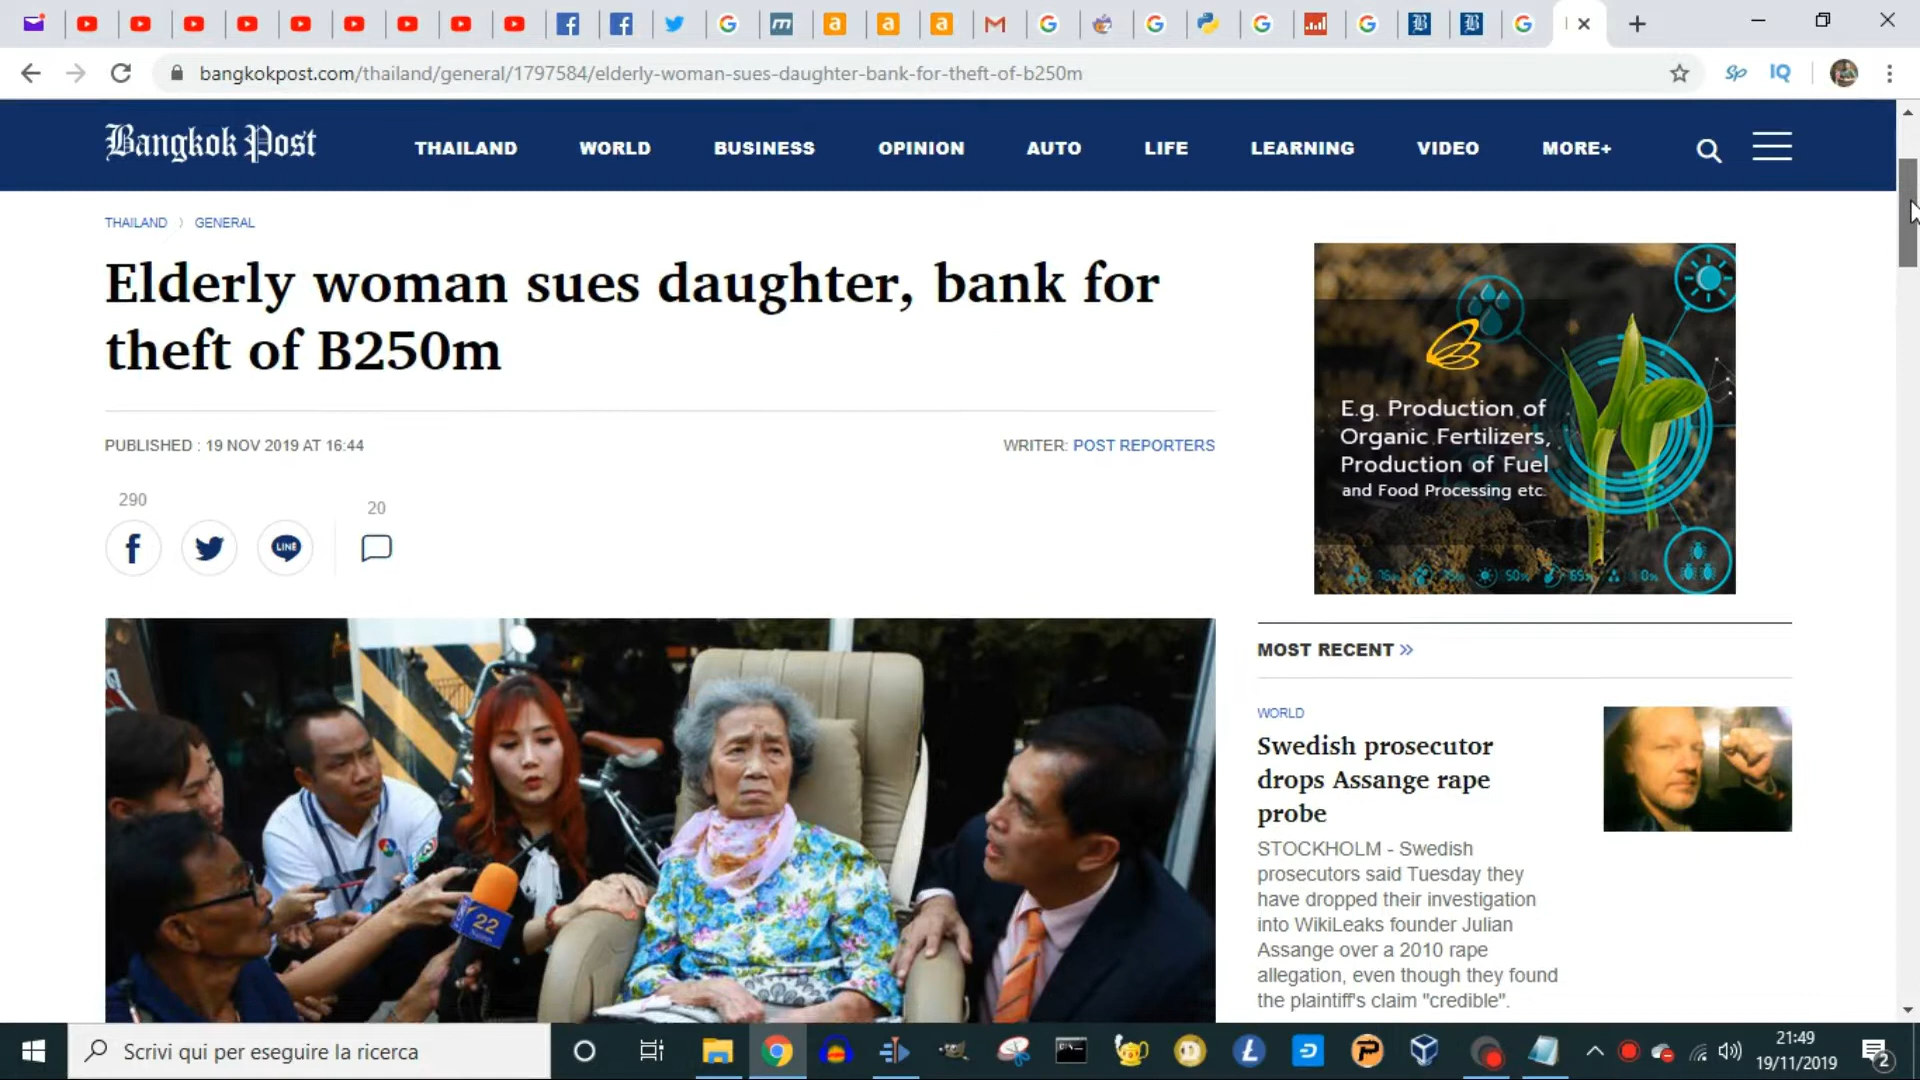 bangkokpost.com/thailand/general/1797584/elderly-woman-sues-daughter-bank-for-theft-of-b250m
Sp
IQ
Bangkok Post
THAILAND
WORLD
BUSINESS
OPINION
AUTO
LIFE
LEARNING
VIDEO
MORE+
THAILAND
GENERAL
Elderly woman sues daughter, bank for
theft of B250m
PUBLISHED : 19 NOV 2019 AT 16:44
WRITER: POST REPORTERS
290
20
LINE
22
E.g. Production of
Organic Fertilizers,
Production of Fuel
and Food Processing etc.
MOST RECENT »
WORLD
Swedish prosecutor
drops Assange rape
probe
STOCKHOLM - Swedish
prosecutors said Tuesday they
have dropped their investigation
into WikiLeaks founder Julian
Assange over a 2010 rape
allegation, even though they found
the plaintiff's claim "credible".
Scrivi qui per eseguire la ricerca
21:49
19/11/2019
2